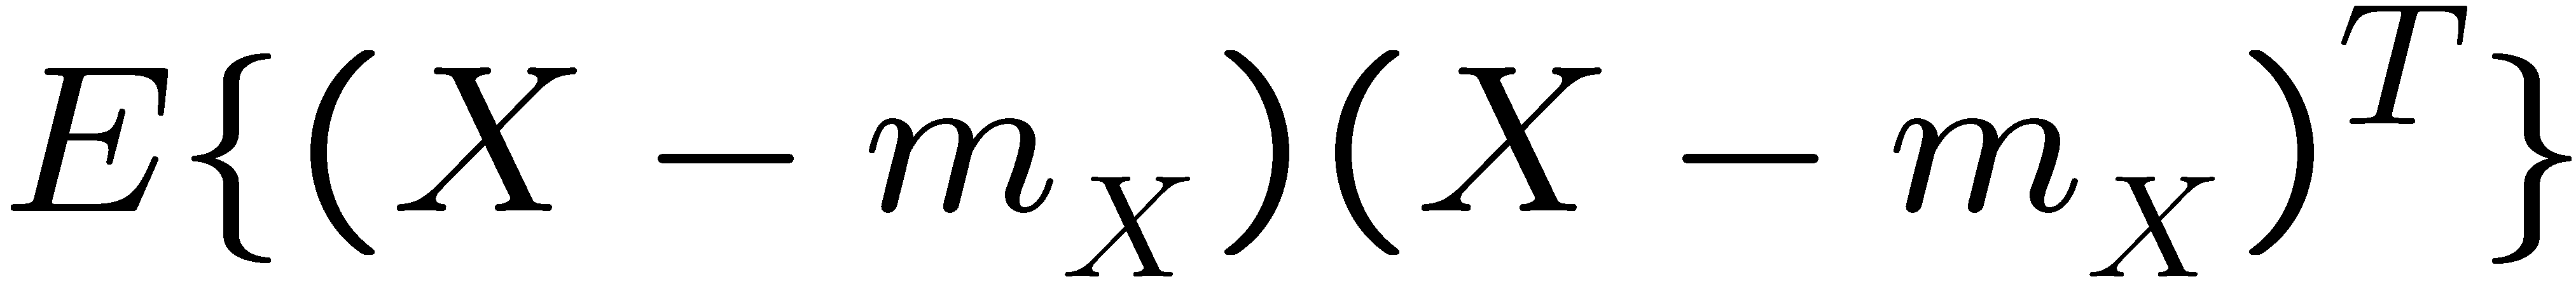 E{(X − m_X)(X − m_X)^T}